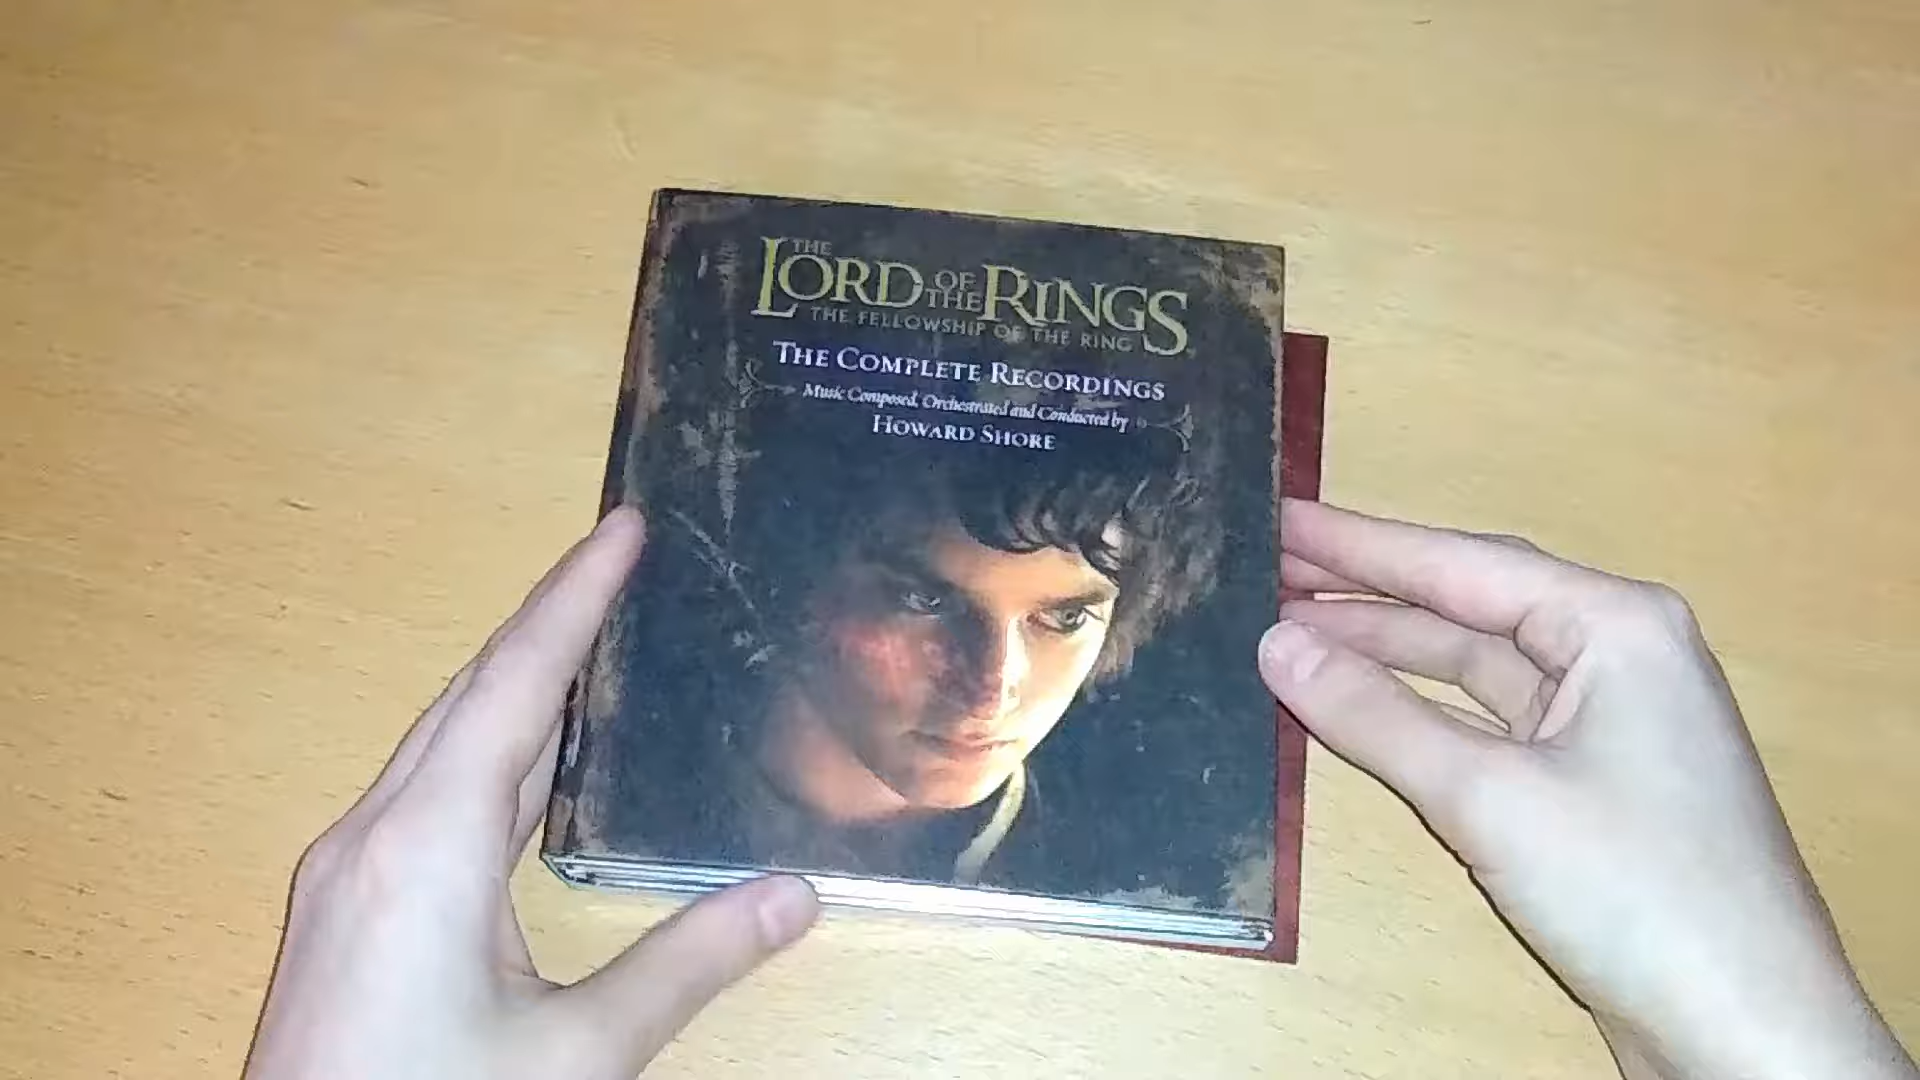 THE LORD OF THE RINGS
THE FELLOWSHIP OF THE RING
THE COMPLETE RECORDINGS
Music Composed, Orchestrated and Conducted by
HOWARD SHORE